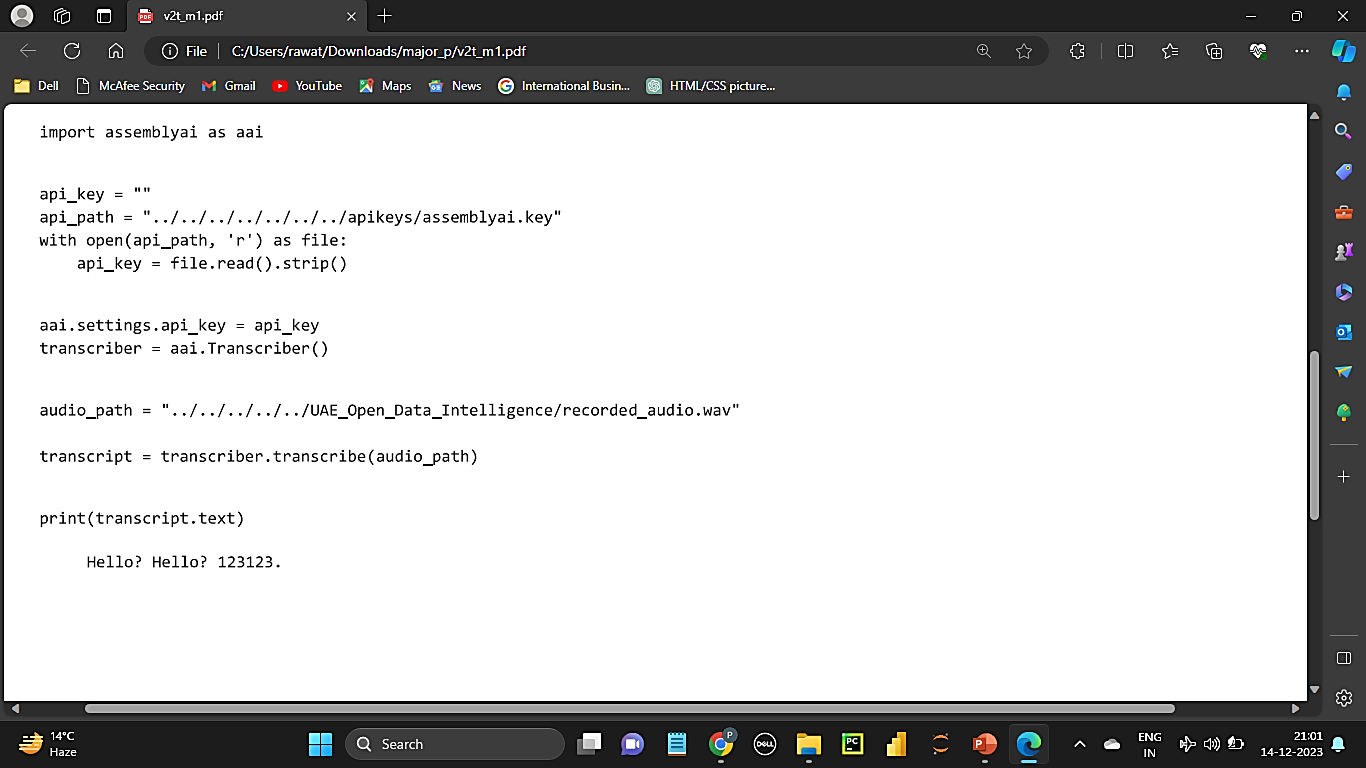 v2t_m1.pdf
File
C:/Users/rawat/Downloads/major_p/v2t_m1.pdf
Dell
McAfee Security
Gmail
YouTube
Maps
News
International Busin...
HTML/CSS picture...
import assemblyai as aai
api_key = ""
api_path = "../../../../../../../apikeys/assemblyai.key"
with open(api_path, 'r') as file:
    api_key = file.read().strip()
aai.settings.api_key = api_key
transcriber = aai.Transcriber()
audio_path = "../../../../../UAE_Open_Data_Intelligence/recorded_audio.wav"
transcript = transcriber.transcribe(audio_path)
print(transcript.text)
Hello? Hello? 123123.
14°C
Haze
Search
ENG
IN
21:01
14-12-2023